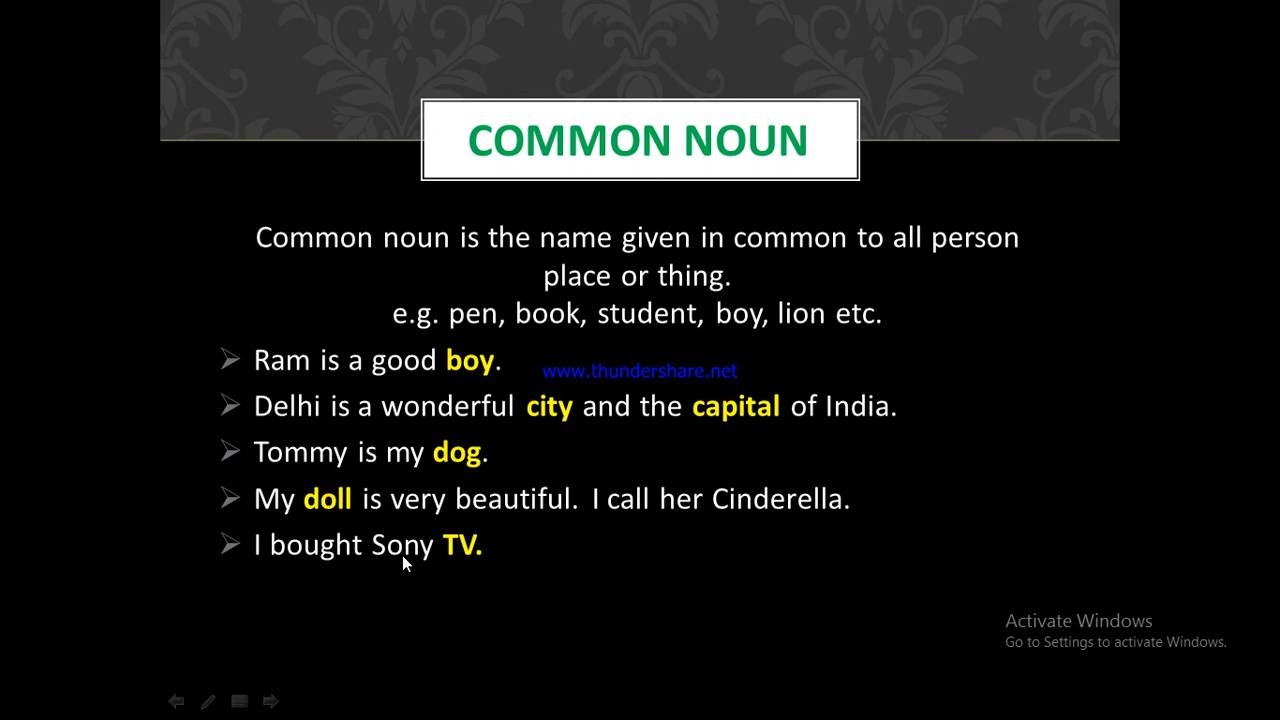 COMMON NOUN
Common noun is the name given in common to all person
place or thing.
e.g. pen, book, student, boy, lion etc.
Ram is a good boy.
www.thundershare.net
Delhi is a wonderful city and the capital of India.
Tommy is my dog.
My doll is very beautiful. I call her Cinderella.
I bought Sony TV.
Activate Windows
Go to Settings to activate Windows.